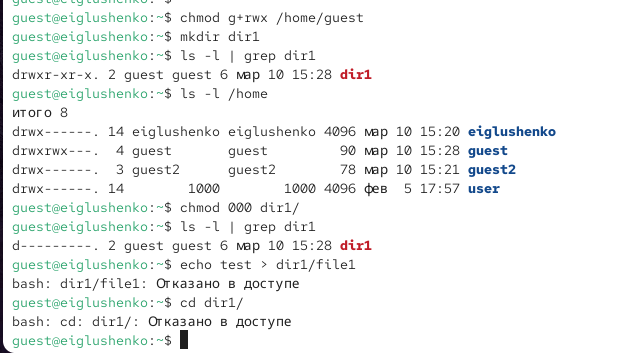 guest@eiglushenko:~$ chmod g+rwx /home/guest
guest@eiglushenko:~$ mkdir dir1
guest@eiglushenko:~$ ls -l | grep dir1
drwxr-xr-x. 2 guest guest 6 мар 10 15:28 dir1
guest@eiglushenko:~$ ls -l /home
итого 8
drwx------. 14 eiglushenko eiglushenko 4096 мар 10 15:20 eiglushenko
drwxrwx---.  4 guest       guest         90 мар 10 15:28 guest
drwx------.  3 guest2      guest2        78 мар 10 15:21 guest2
drwx------. 14        1000        1000 4096 фев  5 17:57 user
guest@eiglushenko:~$ chmod 000 dir1/
guest@eiglushenko:~$ ls -l | grep dir1
d---------. 2 guest guest 6 мар 10 15:28 dir1
guest@eiglushenko:~$ echo test > dir1/file1
bash: dir1/file1: Отказано в доступе
guest@eiglushenko:~$ cd dir1/
bash: cd: dir1/: Отказано в доступе
guest@eiglushenko:~$